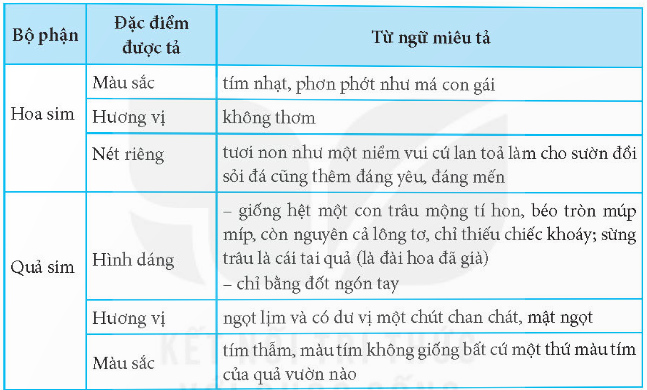 Bộ phận
Đặc điểm
được tả
Từ ngữ miêu tả
Hoa sim
Màu sắc
tím nhạt, phơn phớt như má con gái
Hương vị
không thơm
Nét riêng
tươi non như một niềm vui cứ lan toả làm cho sườn đồi
sỏi đá cũng thêm đáng yêu, đáng mến
Quả sim
Hình dáng
– giống hệt một con trâu mộng tí hon, béo tròn múp
míp, còn nguyên cả lông tơ, chỉ thiếu chiếc khoáy; sừng
trâu là cái tai quả (là đài hoa đã già)
– chỉ bằng đốt ngón tay
Hương vị
ngọt lịm và có dư vị một chút chan chát, mật ngọt
Màu sắc
tím thẫm, màu tím không giống bất cứ một thứ màu tím
của quả vườn nào
KẾT NỐI TRI THỨC